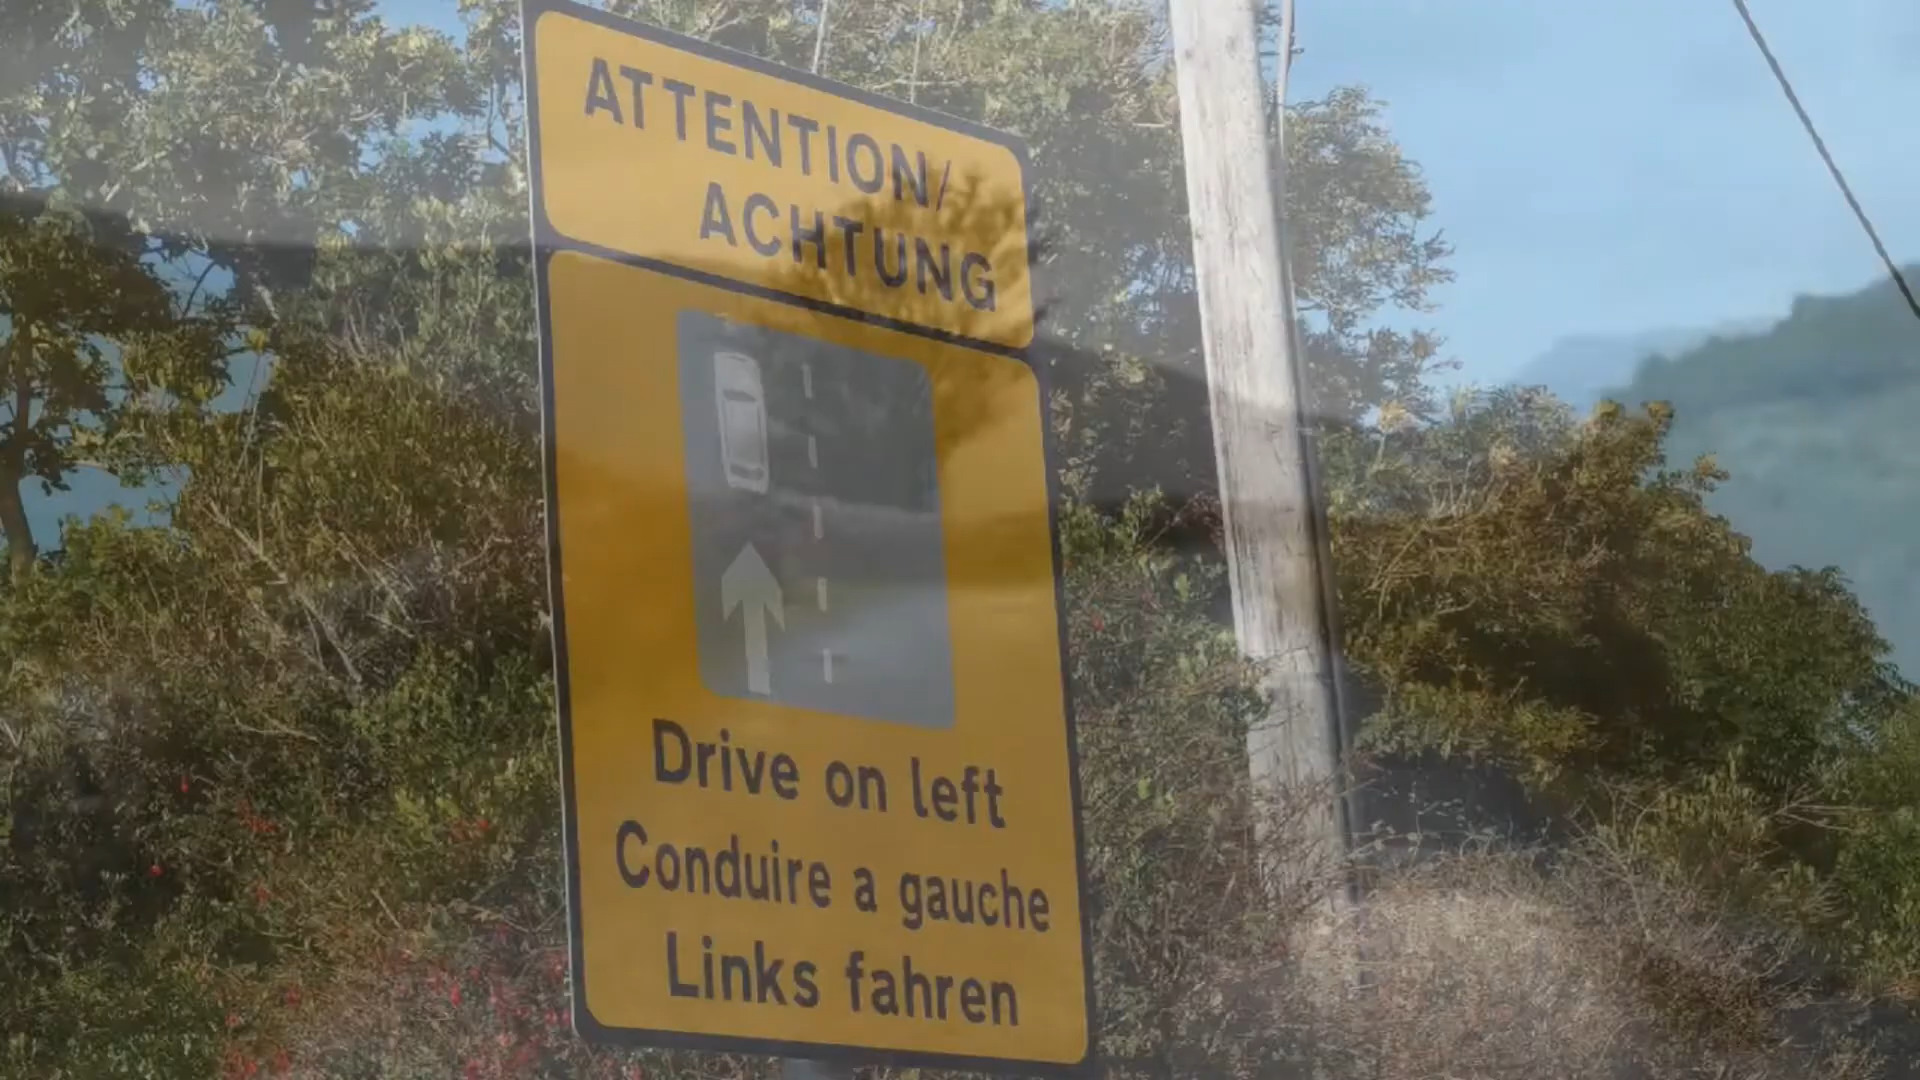 ATTENTION/
ACHTUNG
Drive on left
Conduire a gauche
Links fahren